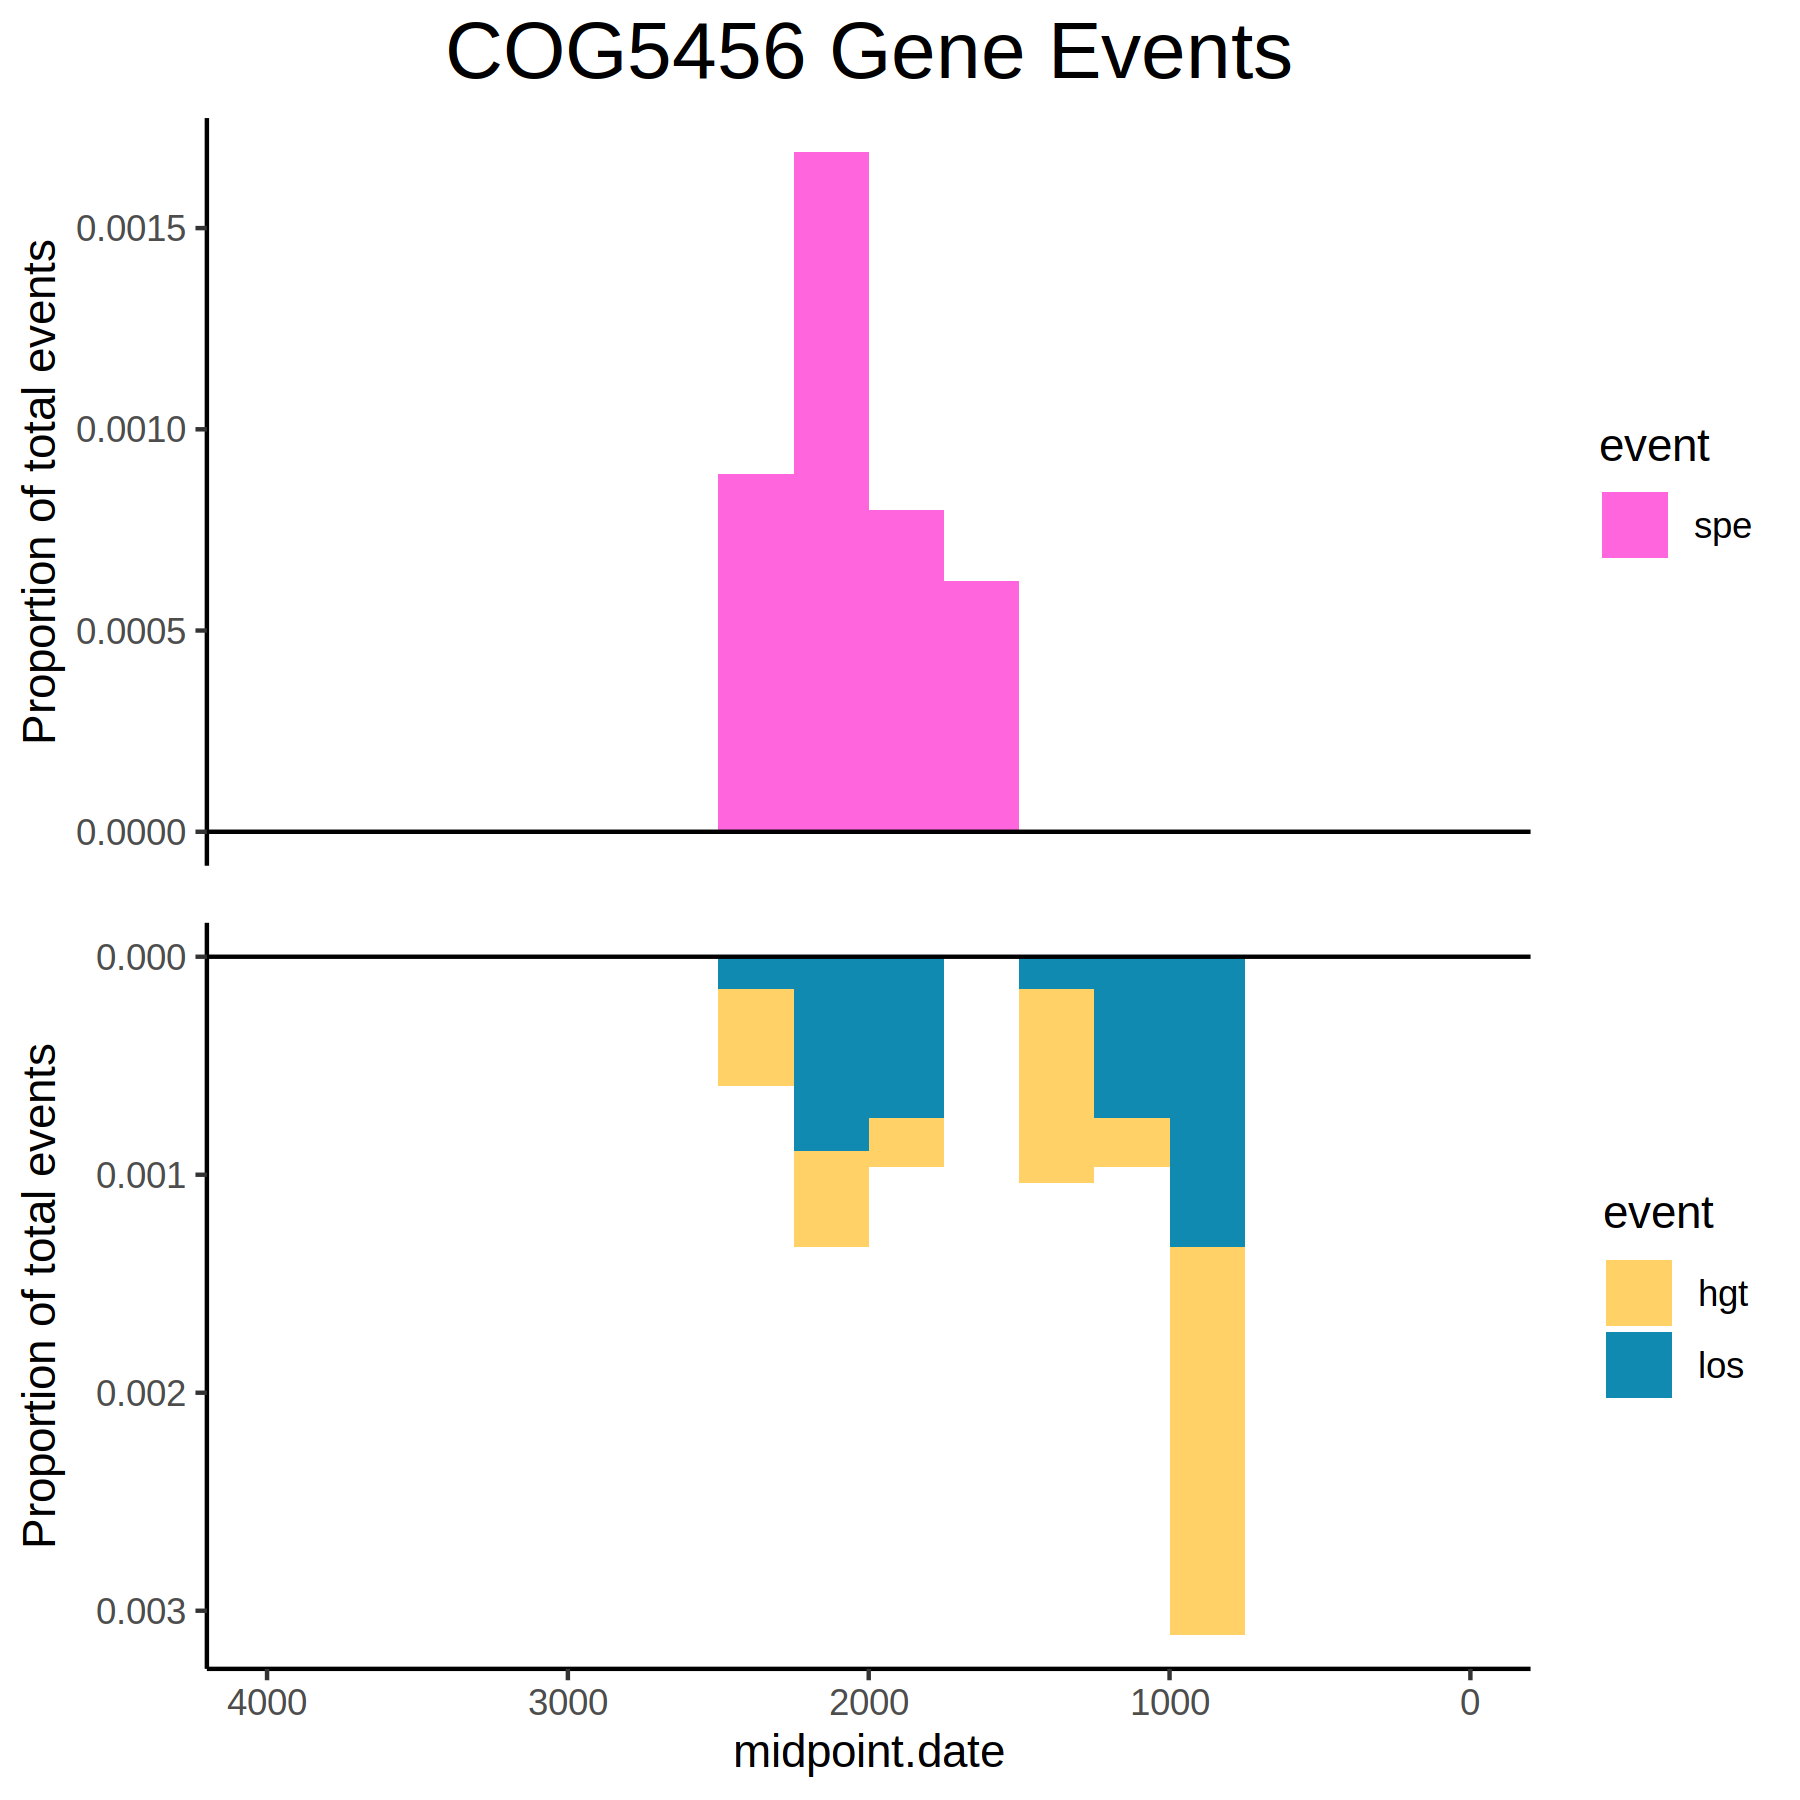 COG5456 Gene Events
Proportion of total events
0.0015
0.0010
0.0005
0.0000
event
spe
Proportion of total events
0.000
0.001
0.002
0.003
event
hgt
los
4000 3000 2000 1000 0
midpoint.date